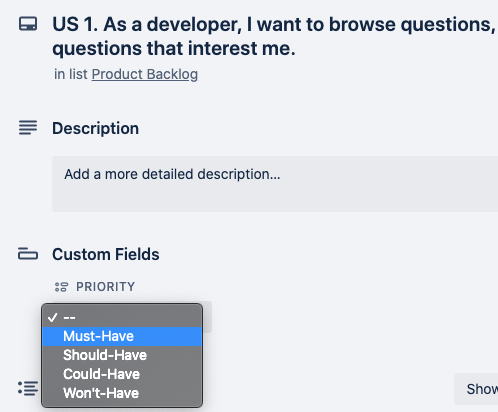 US 1. As a developer, I want to browse questions,
questions that interest me.
in list Product Backlog
Description
Add a more detailed description...
Custom Fields
PRIORITY
✓ --
Must-Have
Should-Have
Could-Have
Won't-Have
Show